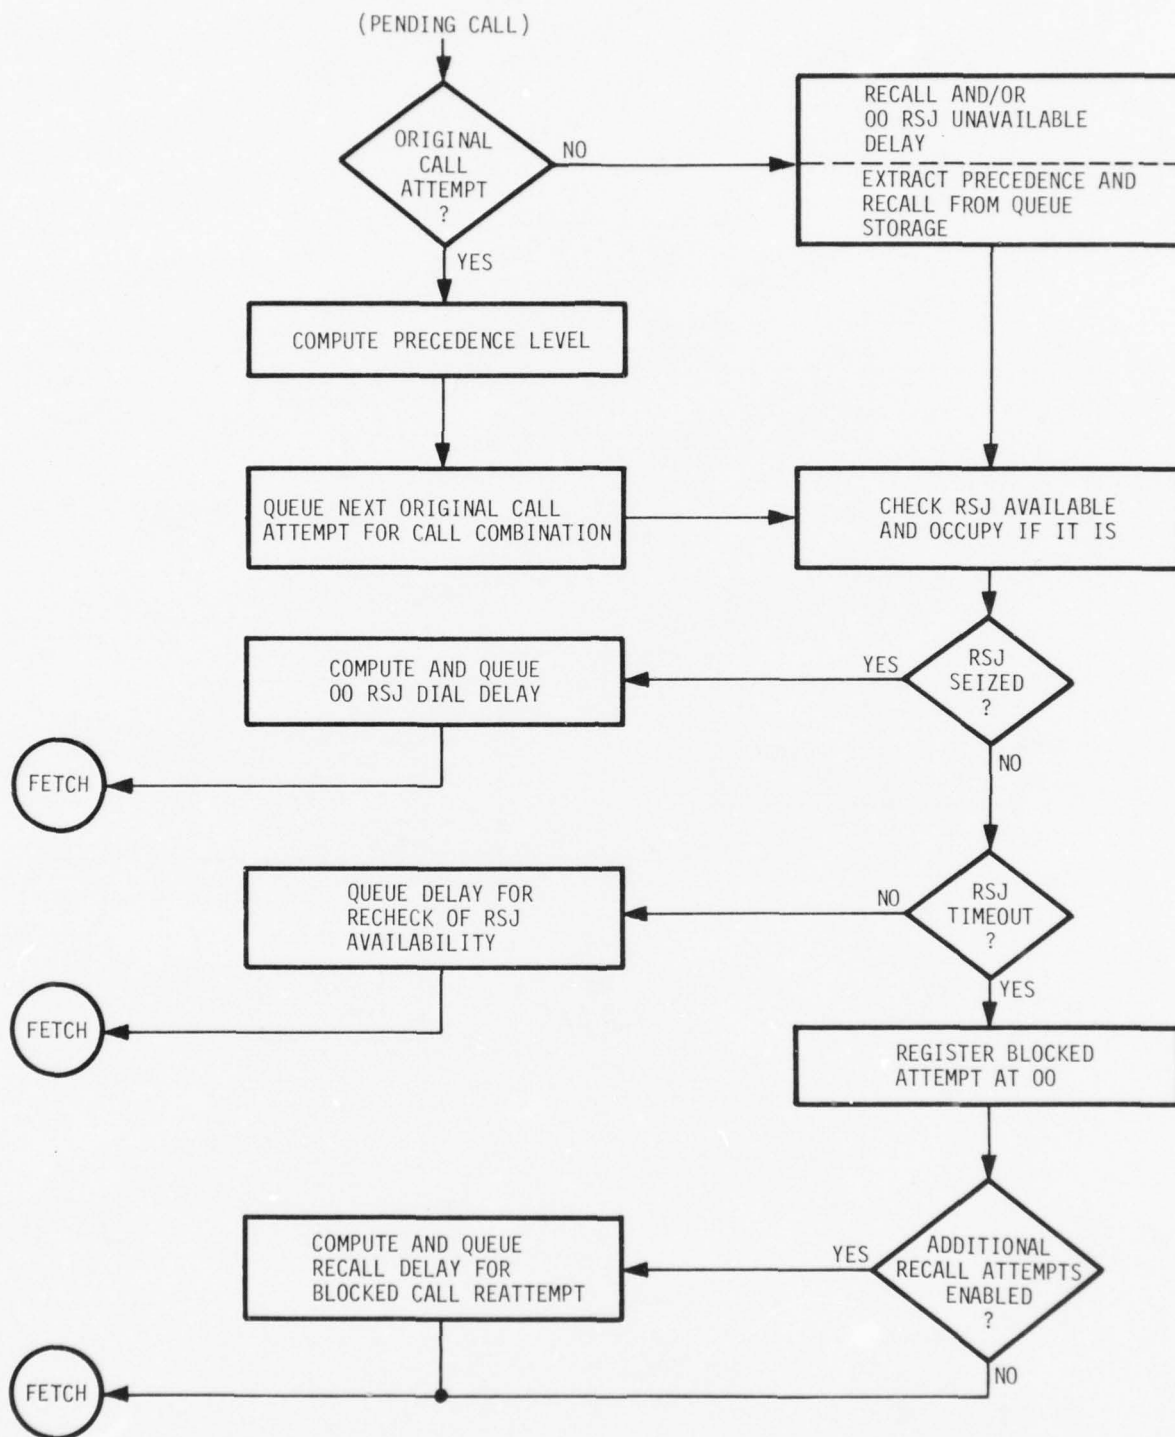 (PENDING CALL)
ORIGINAL
CALL
ATTEMPT
?
NO
YES
RECALL AND/OR
OO RSJ UNAVAILABLE
DELAY
EXTRACT PRECEDENCE AND
RECALL FROM QUEUE
STORAGE
COMPUTE PRECEDENCE LEVEL
QUEUE NEXT ORIGINAL CALL
ATTEMPT FOR CALL COMBINATION
CHECK RSJ AVAILABLE
AND OCCUPY IF IT IS
COMPUTE AND QUEUE
OO RSJ DIAL DELAY
YES
RSJ
SEIZED
?
NO
FETCH
QUEUE DELAY FOR
RECHECK OF RSJ
AVAILABILITY
NO
RSJ
TIMEOUT
?
YES
FETCH
REGISTER BLOCKED
ATTEMPT AT OO
COMPUTE AND QUEUE
RECALL DELAY FOR
BLOCKED CALL REATTEMPT
YES
ADDITIONAL
RECALL ATTEMPTS
ENABLED
?
NO
FETCH